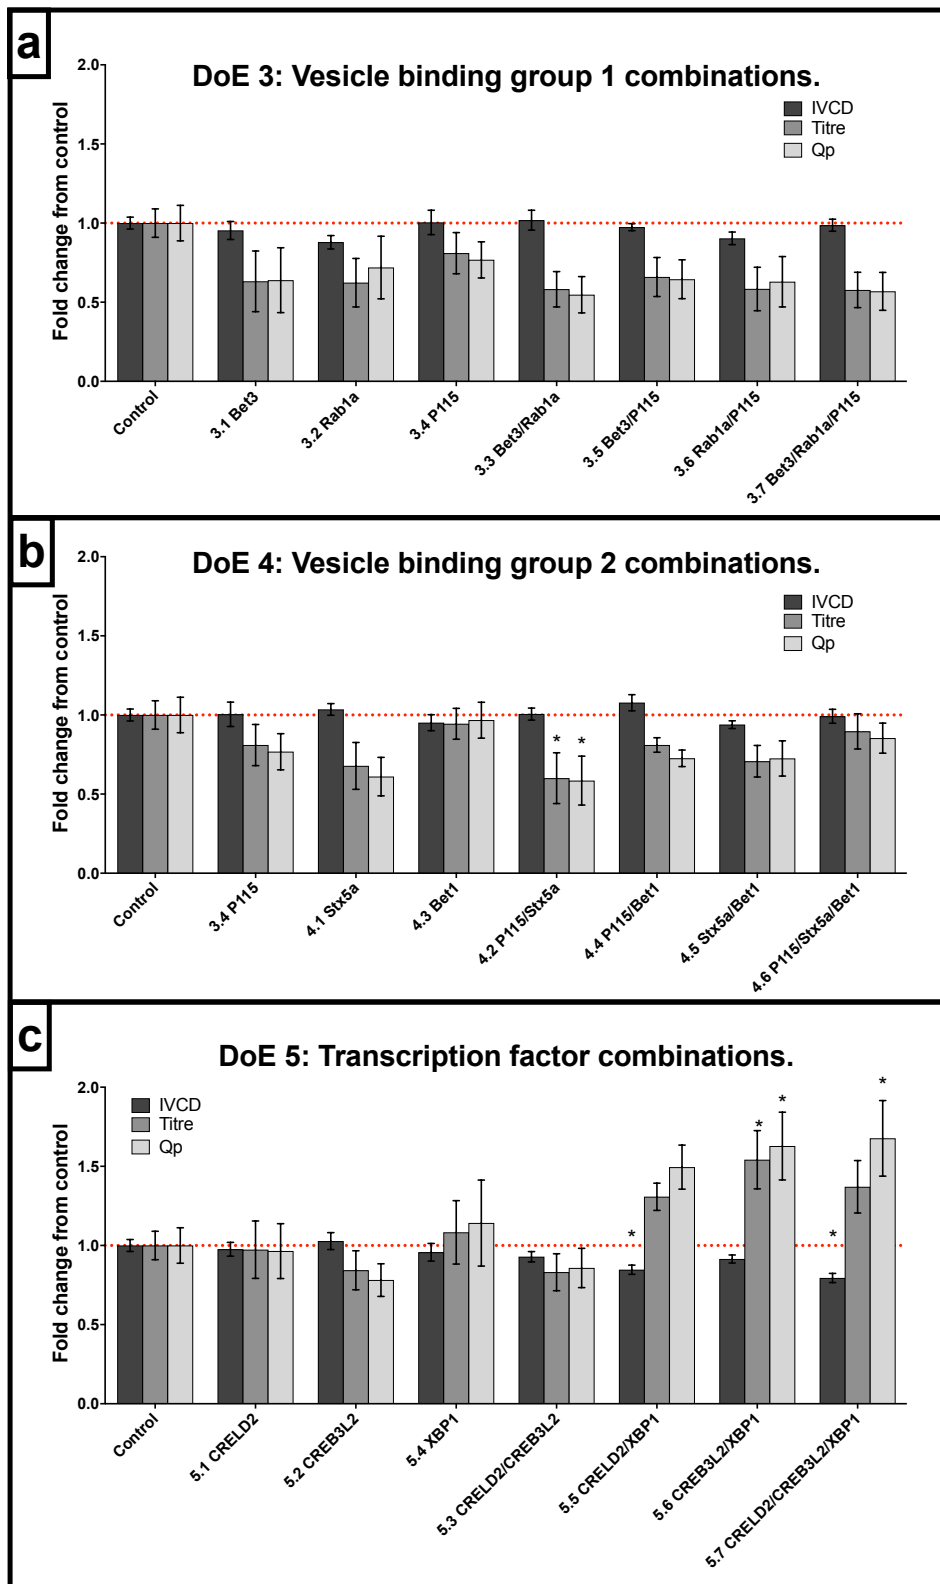 a
DoE 3: Vesicle binding group 1 combinations.
Fold change from control
2.0
1.5
1.0
0.5
0.0
IVCD
Titre
Qp
Control
3.1 Bet3
3.2 Rab1a
3.4 P115
3.3 Bet3/Rab1a
3.5 Bet3/P115
3.6 Rab1a/P115
3.7 Bet3/Rab1a/P115
b
DoE 4: Vesicle binding group 2 combinations.
Fold change from control
2.0
1.5
1.0
0.5
0.0
IVCD
Titre
Qp
* *
Control
3.4 P115
4.1 Stx5a
4.3 Bet1
4.2 P115/Stx5a
4.4 P115/Bet1
4.5 Stx5a/Bet1
4.6 P115/Stx5a/Bet1
c
DoE 5: Transcription factor combinations.
Fold change from control
2.0
1.5
1.0
0.5
0.0
IVCD
Titre
Qp
* * * * *
Control
5.1 CRELD2
5.2 CREB3L2
5.4 XBP1
5.3 CRELD2/CREB3L2
5.5 CRELD2/XBP1
5.6 CREB3L2/XBP1
5.7 CRELD2/CREB3L2/XBP1